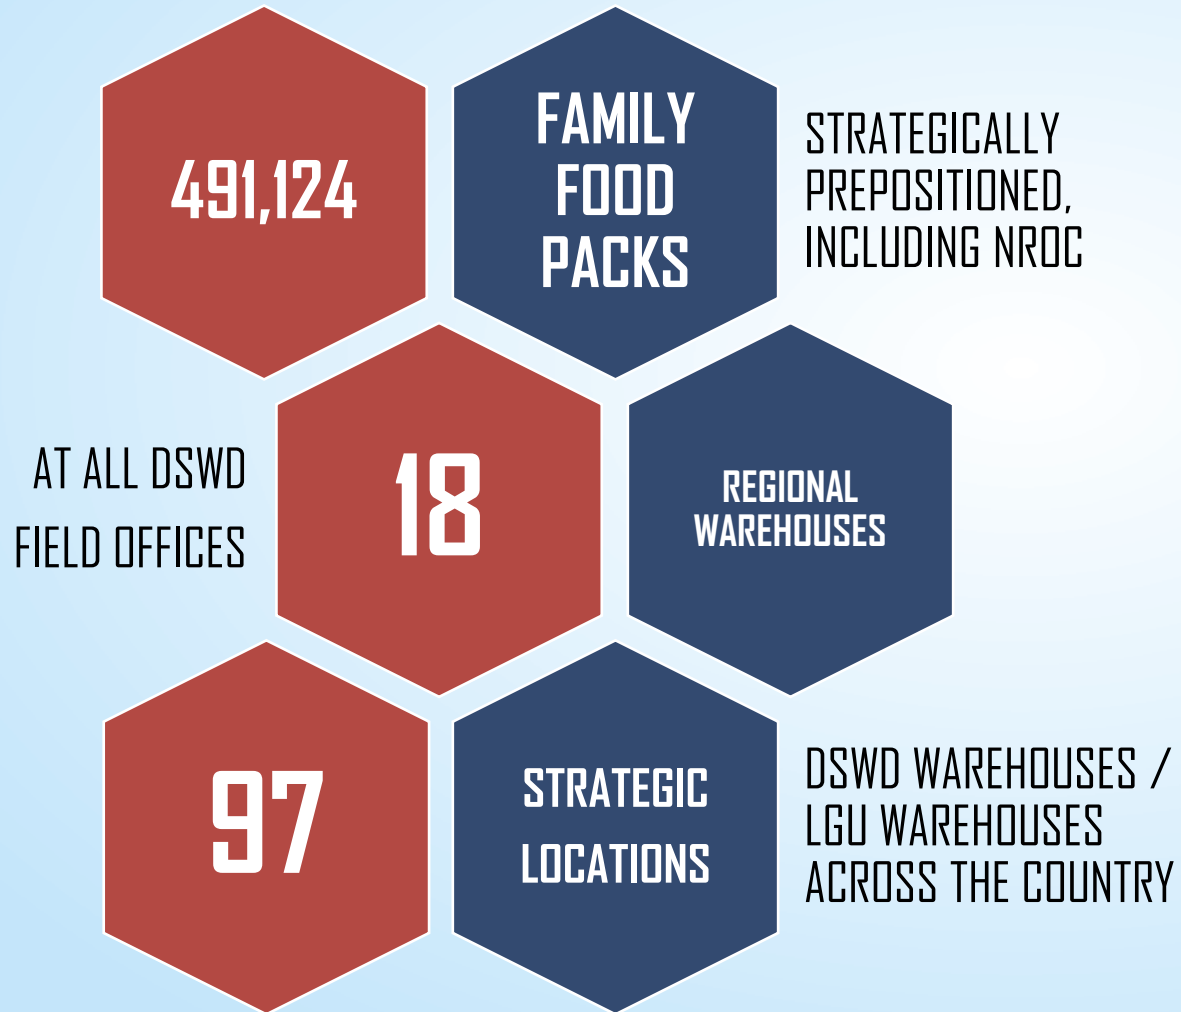 491,124
FAMILY
FOOD
PACKS
STRATEGICALLY
PREPOSITIONED,
INCLUDING NROC
AT ALL DSWD
FIELD OFFICES
18
REGIONAL
WAREHOUSES
97
STRATEGIC
LOCATIONS
DSWD WAREHOUSES /
LGU WAREHOUSES
ACROSS THE COUNTRY